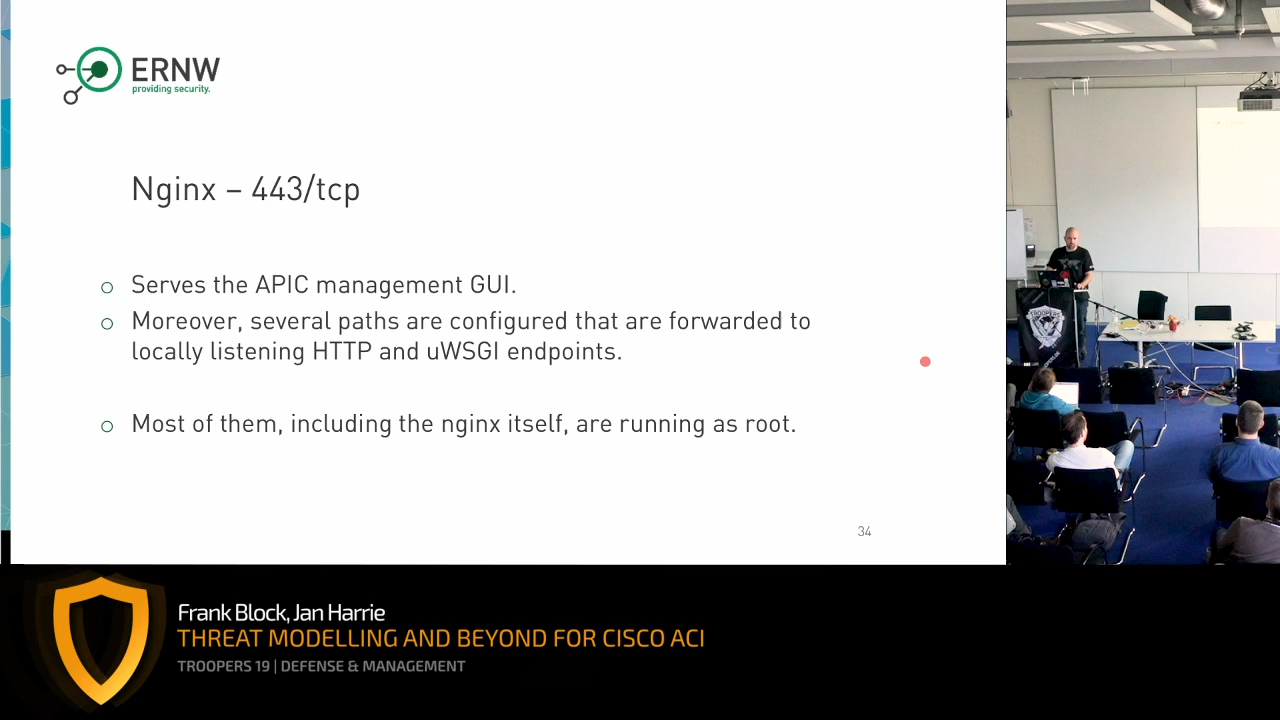 ERNW
providing security.
Nginx – 443/tcp
Serves the APIC management GUI.
Moreover, several paths are configured that are forwarded to
locally listening HTTP and uWSGI endpoints.
Most of them, including the nginx itself, are running as root.
34
TROOPERS
Frank Block, Jan Harrie
THREAT MODELLING AND BEYOND FOR CISCO ACI
TROOPERS 19 | DEFENSE & MANAGEMENT